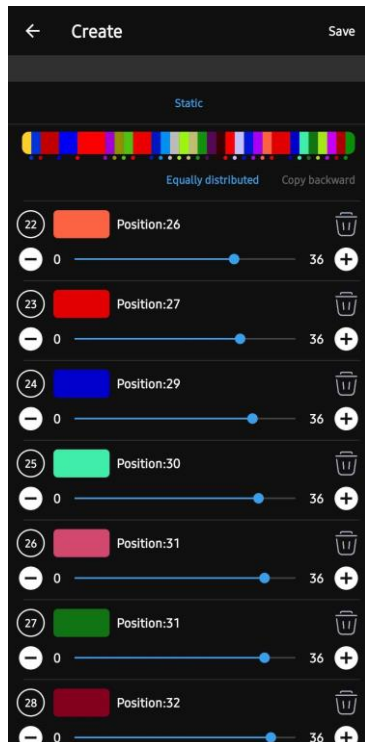 Create Save
Static
Equally distributed Copy backward
22 Position:26
0 36
23 Position:27
0 36
24 Position:29
0 36
25 Position:30
0 36
26 Position:31
0 36
27 Position:31
0 36
28 Position:32
0 36